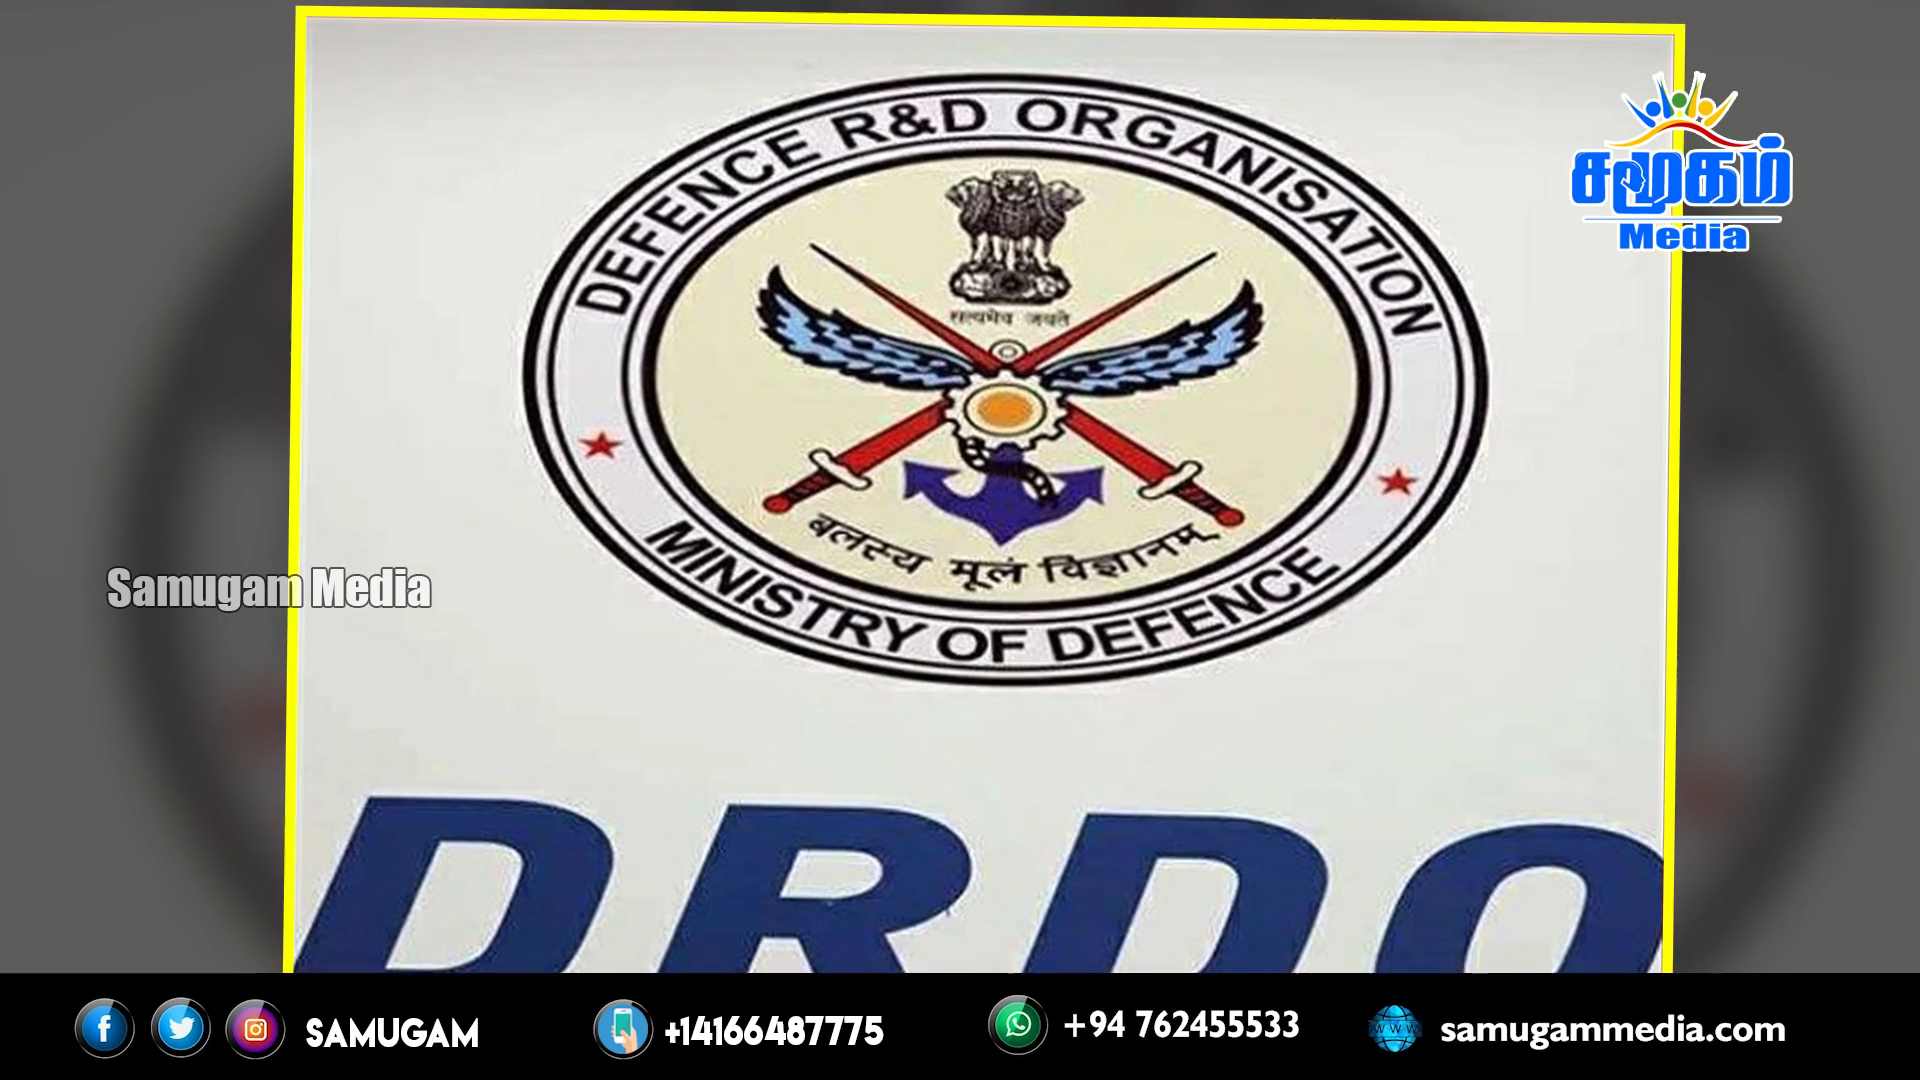 DEFENCE R&D ORGANISATION
सत्यमेव जयते
बलस्य मूलं विज्ञानम्
MINISTRY OF DEFENCE
DRDO
சமூகம்
Media
Samugam Media
SAMUGAM
+14166487775
+94 762455533
www
samugammedia.com